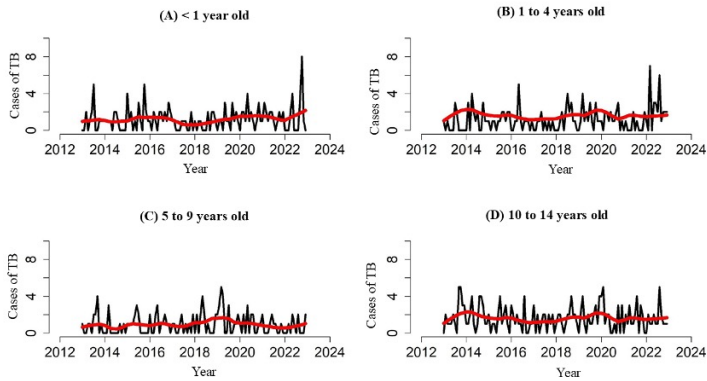 (A) < 1 year old
Cases of TB
8
4
0
2012 2014 2016 2018 2020 2022 2024
Year
(B) 1 to 4 years old
Cases of TB
8
4
0
2012 2014 2016 2018 2020 2022 2024
Year
(C) 5 to 9 years old
Cases of TB
8
4
0
2012 2014 2016 2018 2020 2022 2024
Year
(D) 10 to 14 years old
Cases of TB
8
4
0
2012 2014 2016 2018 2020 2022 2024
Year